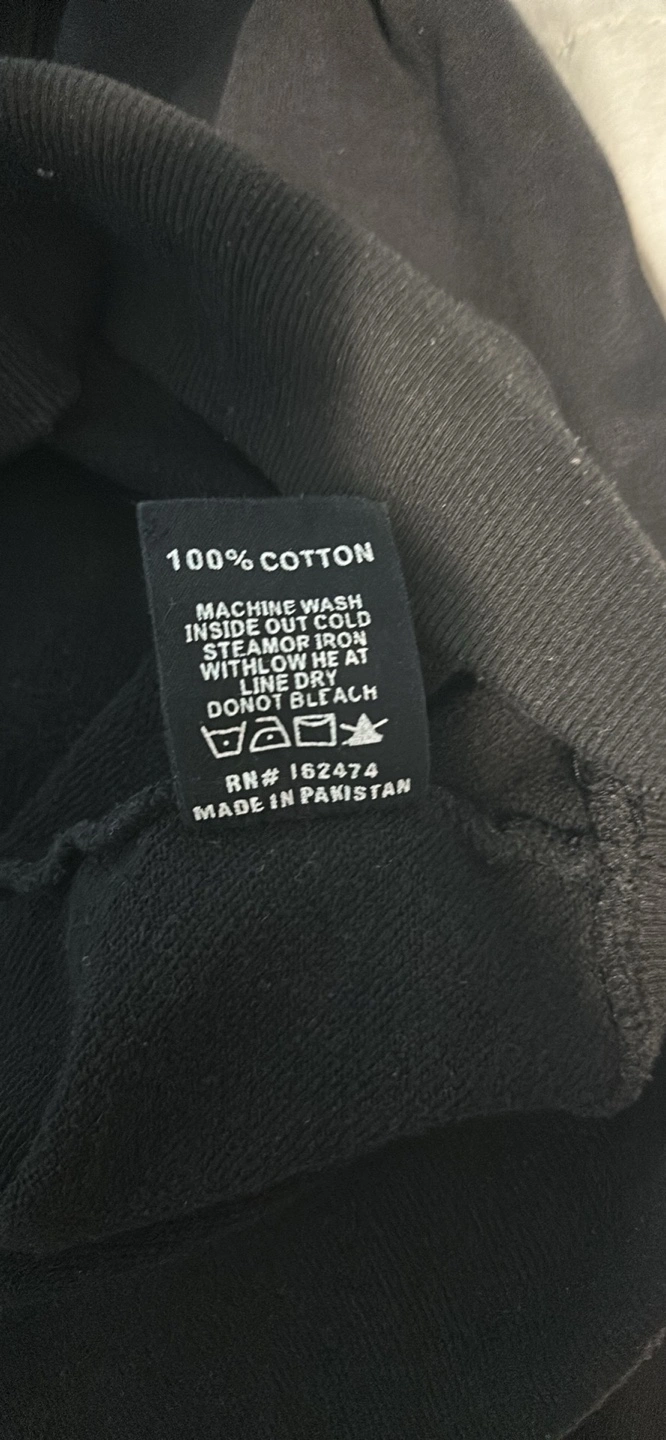 100% COTTON
MACHINE WASH
INSIDE OUT COLD
STEAMOR IRON
WITHLOW HE AT
LINE DRY
DONOT BLEACH
RN# 162474
MADE IN PAKISTAN